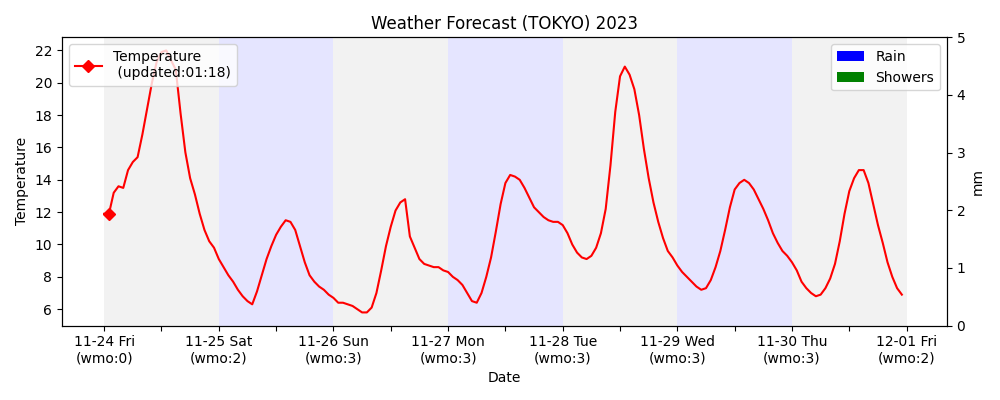 Weather Forecast (TOKYO) 2023
Temperature
(updated:01:18)
Rain
Showers
22
20
18
16
14
12
10
8
6
Temperature
5
4
3
2
1
0
mm
11-24 Fri 11-25 Sat 11-26 Sun 11-27 Mon 11-28 Tue 11-29 Wed 11-30 Thu 12-01 Fri
(wmo:0) (wmo:2) (wmo:3) (wmo:3) (wmo:3) (wmo:3) (wmo:3) (wmo:2)
Date